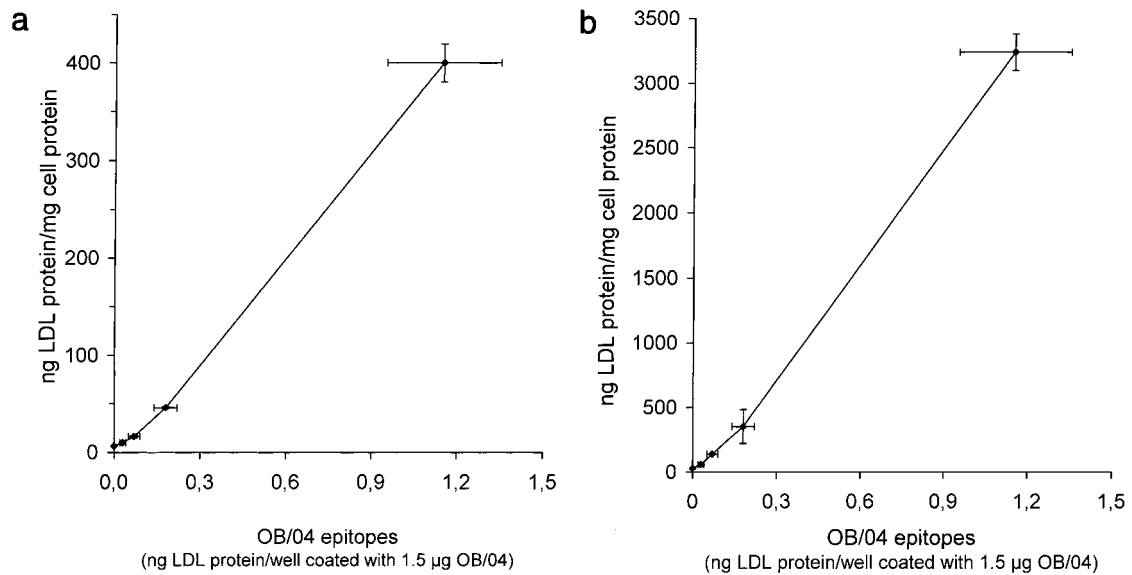 a
ng LDL protein/mg cell protein
400
300
200
100
0
0,0 0,3 0,6 0,9 1,2 1,5
OB/04 epitopes
(ng LDL protein/well coated with 1.5 µg OB/04)
b
ng LDL protein/mg cell protein
3500
3000
2500
2000
1500
1000
500
0
0 0,3 0,6 0,9 1,2 1,5
OB/04 epitopes
(ng LDL protein/well coated with 1.5 µg OB/04)